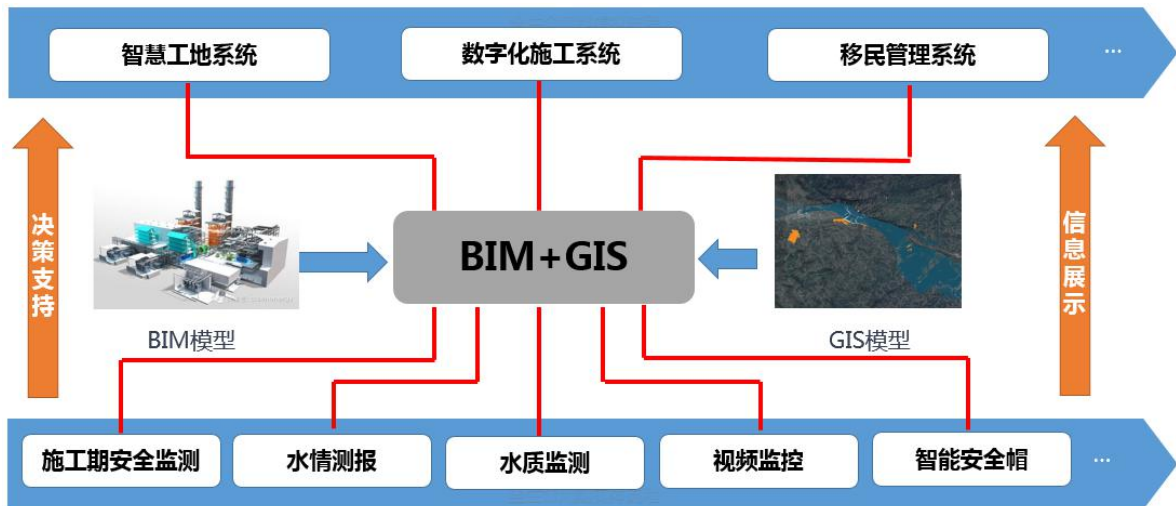 智慧工地系统
数字化施工系统
移民管理系统
...
决策支持
BIM+GIS
信息展示
BIM模型
GIS模型
施工期安全监测
水情测报
水质监测
视频监控
智能安全帽
...